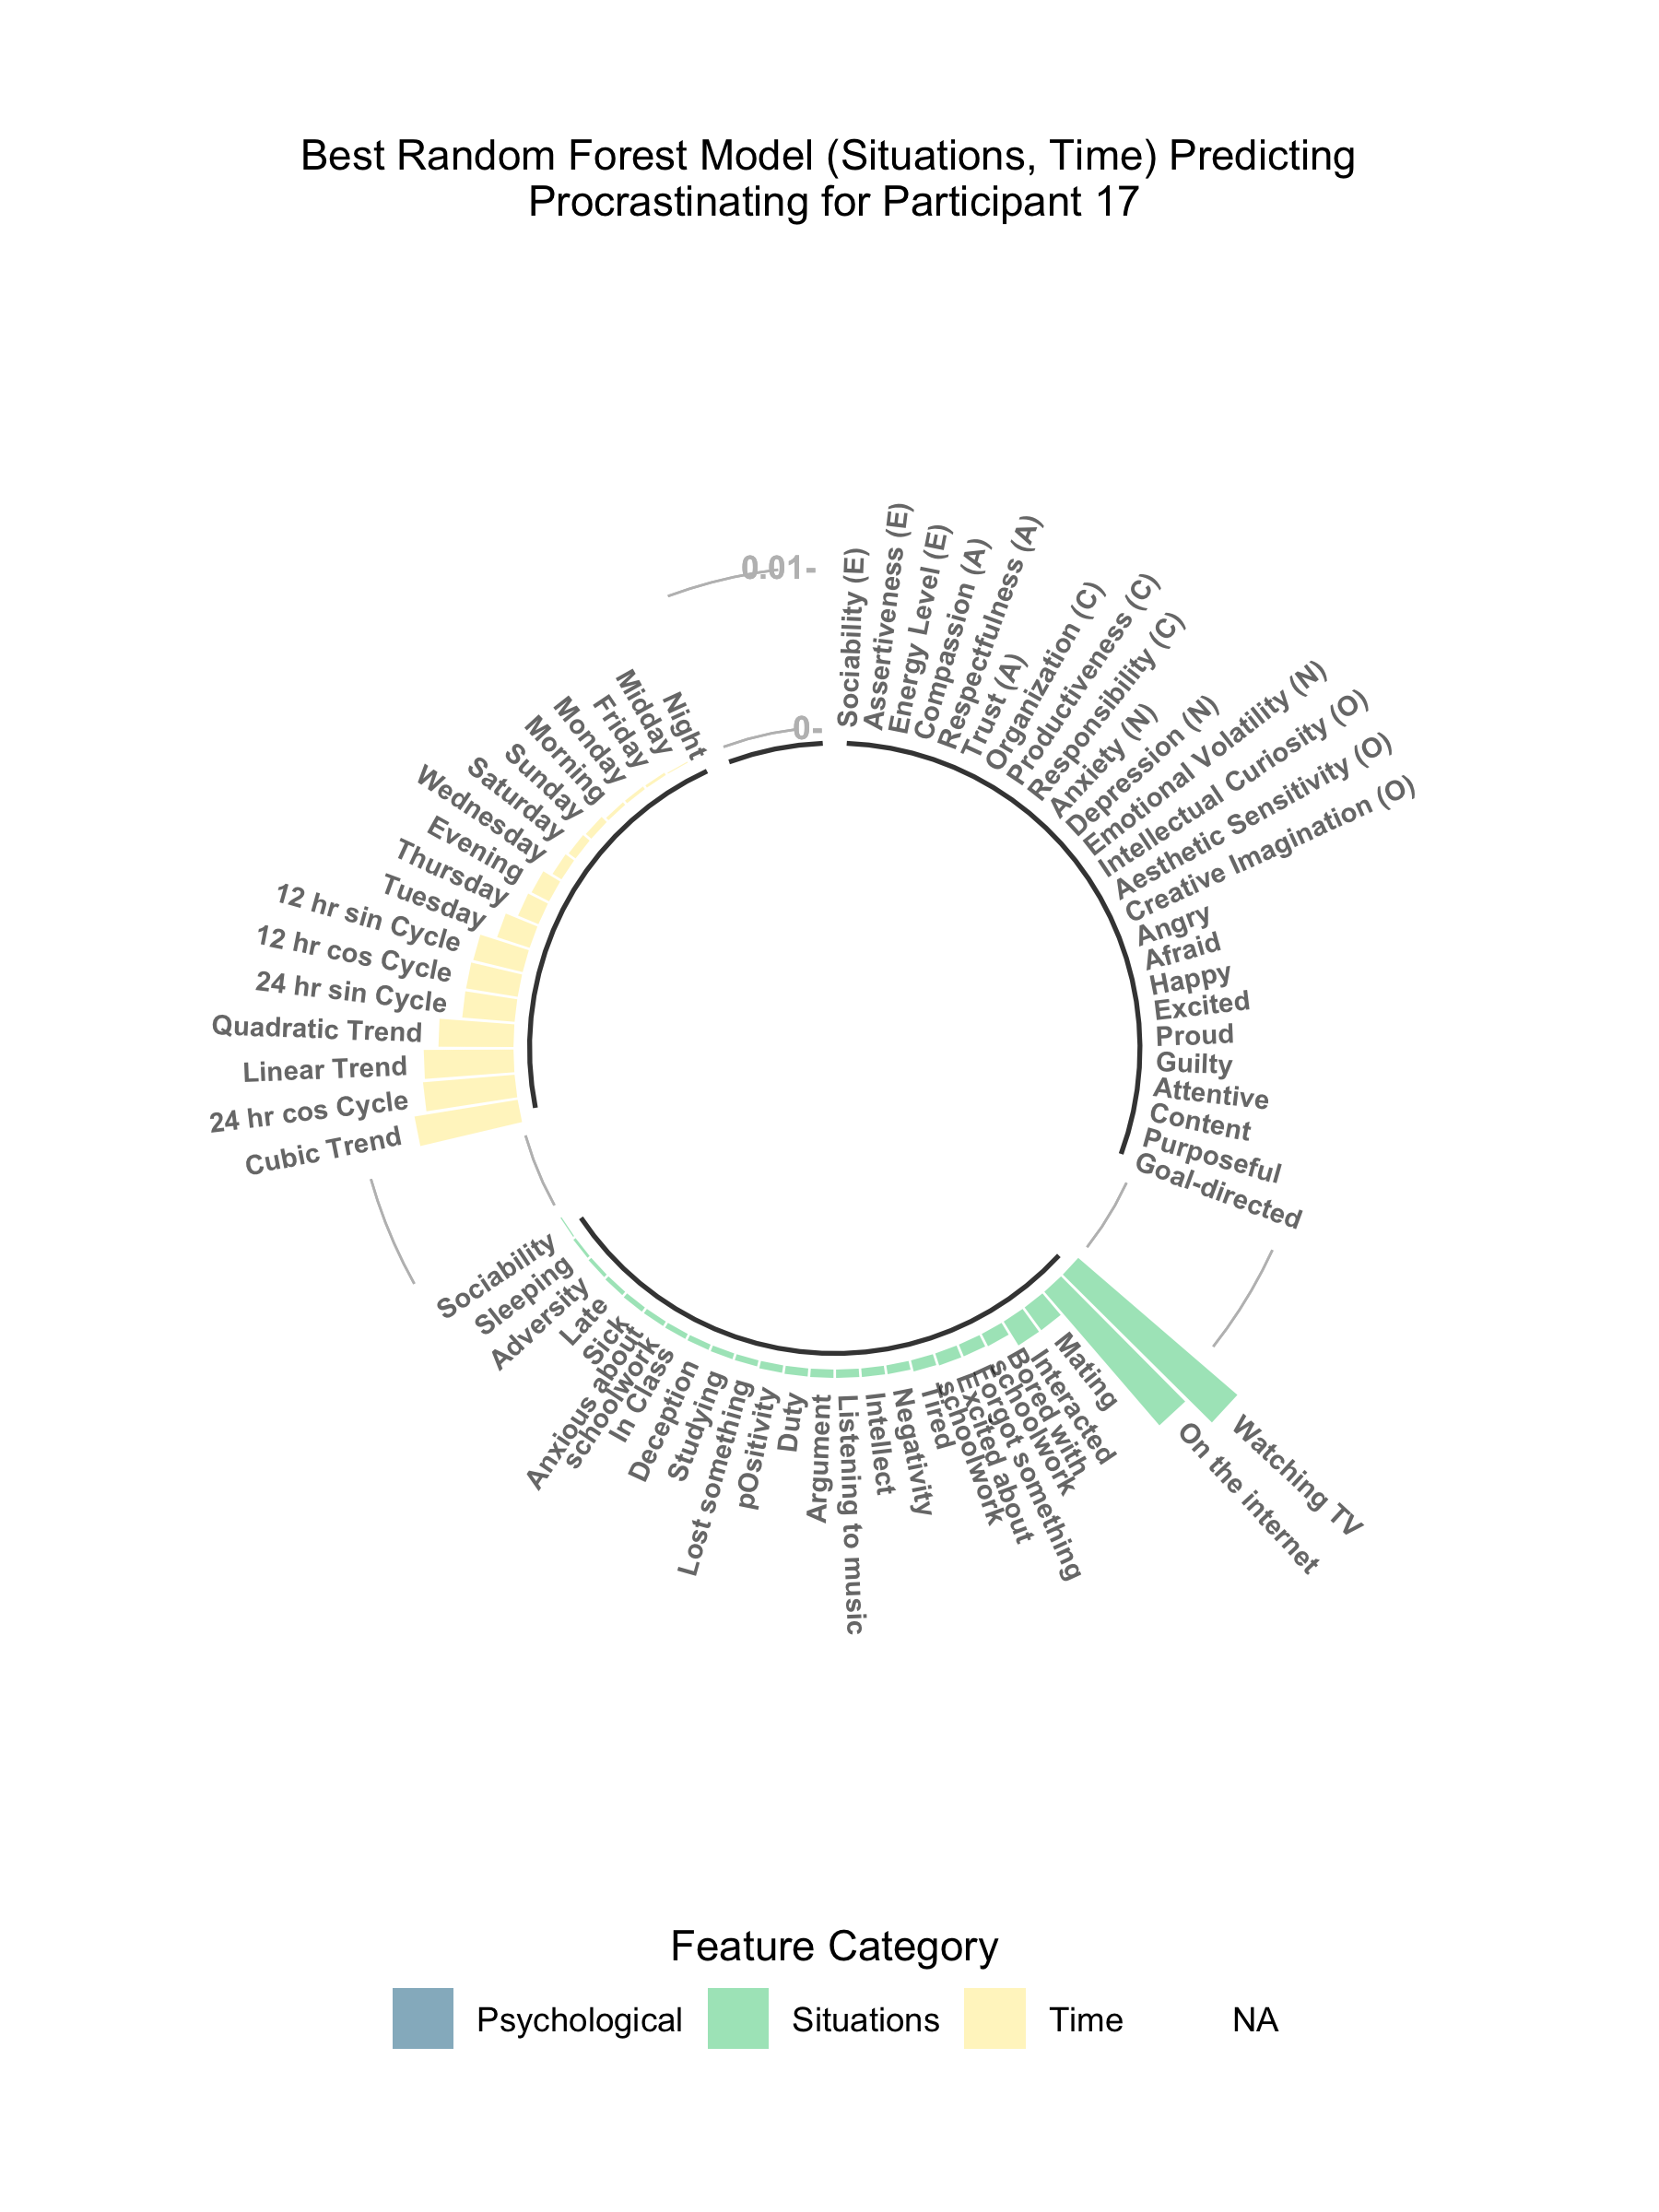 Best Random Forest Model (Situations, Time) Predicting
Procrastinating for Participant 17
0.01-
0-
Sociability (E)
Assertiveness (E)
Energy Level (E)
Compassion (A)
Respectfulness (A)
Trust (A)
Organization (C)
Productiveness (C)
Responsibility (C)
Anxiety (N)
Depression (N)
Emotional Volatility (N)
Intellectual Curiosity (O)
Aesthetic Sensitivity (O)
Creative Imagination (O)
Angry
Afraid
Happy
Excited
Proud
Guilty
Attentive
Content
Purposeful
Goal-directed
Watching TV
On the internet
Mating
Interacted
Bored with
schoolwork
Forgot something
Excited about
schoolwork
Tired
Negativity
Intellect
Listening to music
Argument
Duty
pOsitivity
Lost something
Studying
Deception
In Class
Anxious about
schoolwork
Sick
Late
Adversity
Sleeping
Sociability
Cubic Trend
24 hr cos Cycle
Linear Trend
Quadratic Trend
24 hr sin Cycle
12 hr cos Cycle
12 hr sin Cycle
Tuesday
Thursday
Evening
Wednesday
Saturday
Sunday
Morning
Monday
Friday
Midday
Night
Feature Category
Psychological
Situations
Time
NA